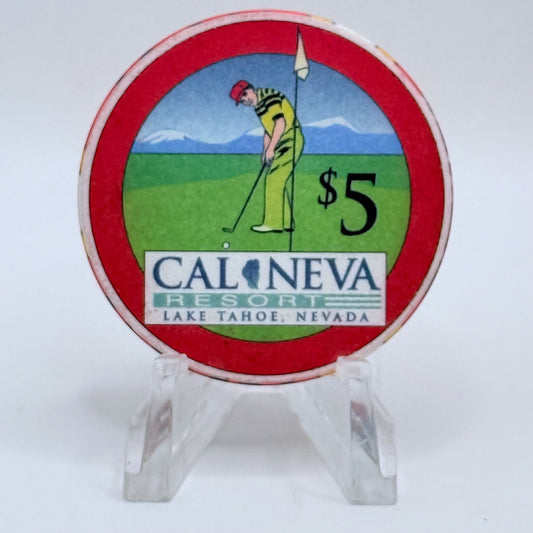 $5
CAL NEVA
RESORT
LAKE TAHOE, NEVADA